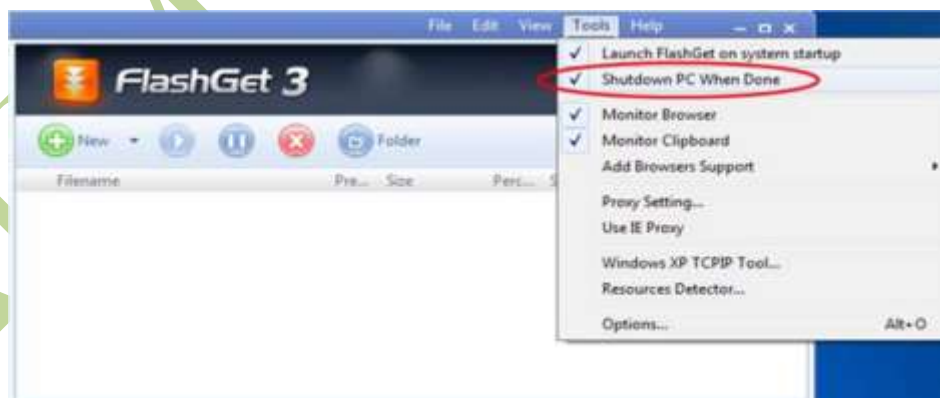 File Edit View Tools Help
FlashGet 3
New Folder
Filename Pre... Size Perc... S
Launch FlashGet on system startup
Shutdown PC When Done
Monitor Browser
Monitor Clipboard
Add Browsers Support
Proxy Setting...
Use IE Proxy
Windows XP TCPIP Tool...
Resources Detector...
Options... Alt+O